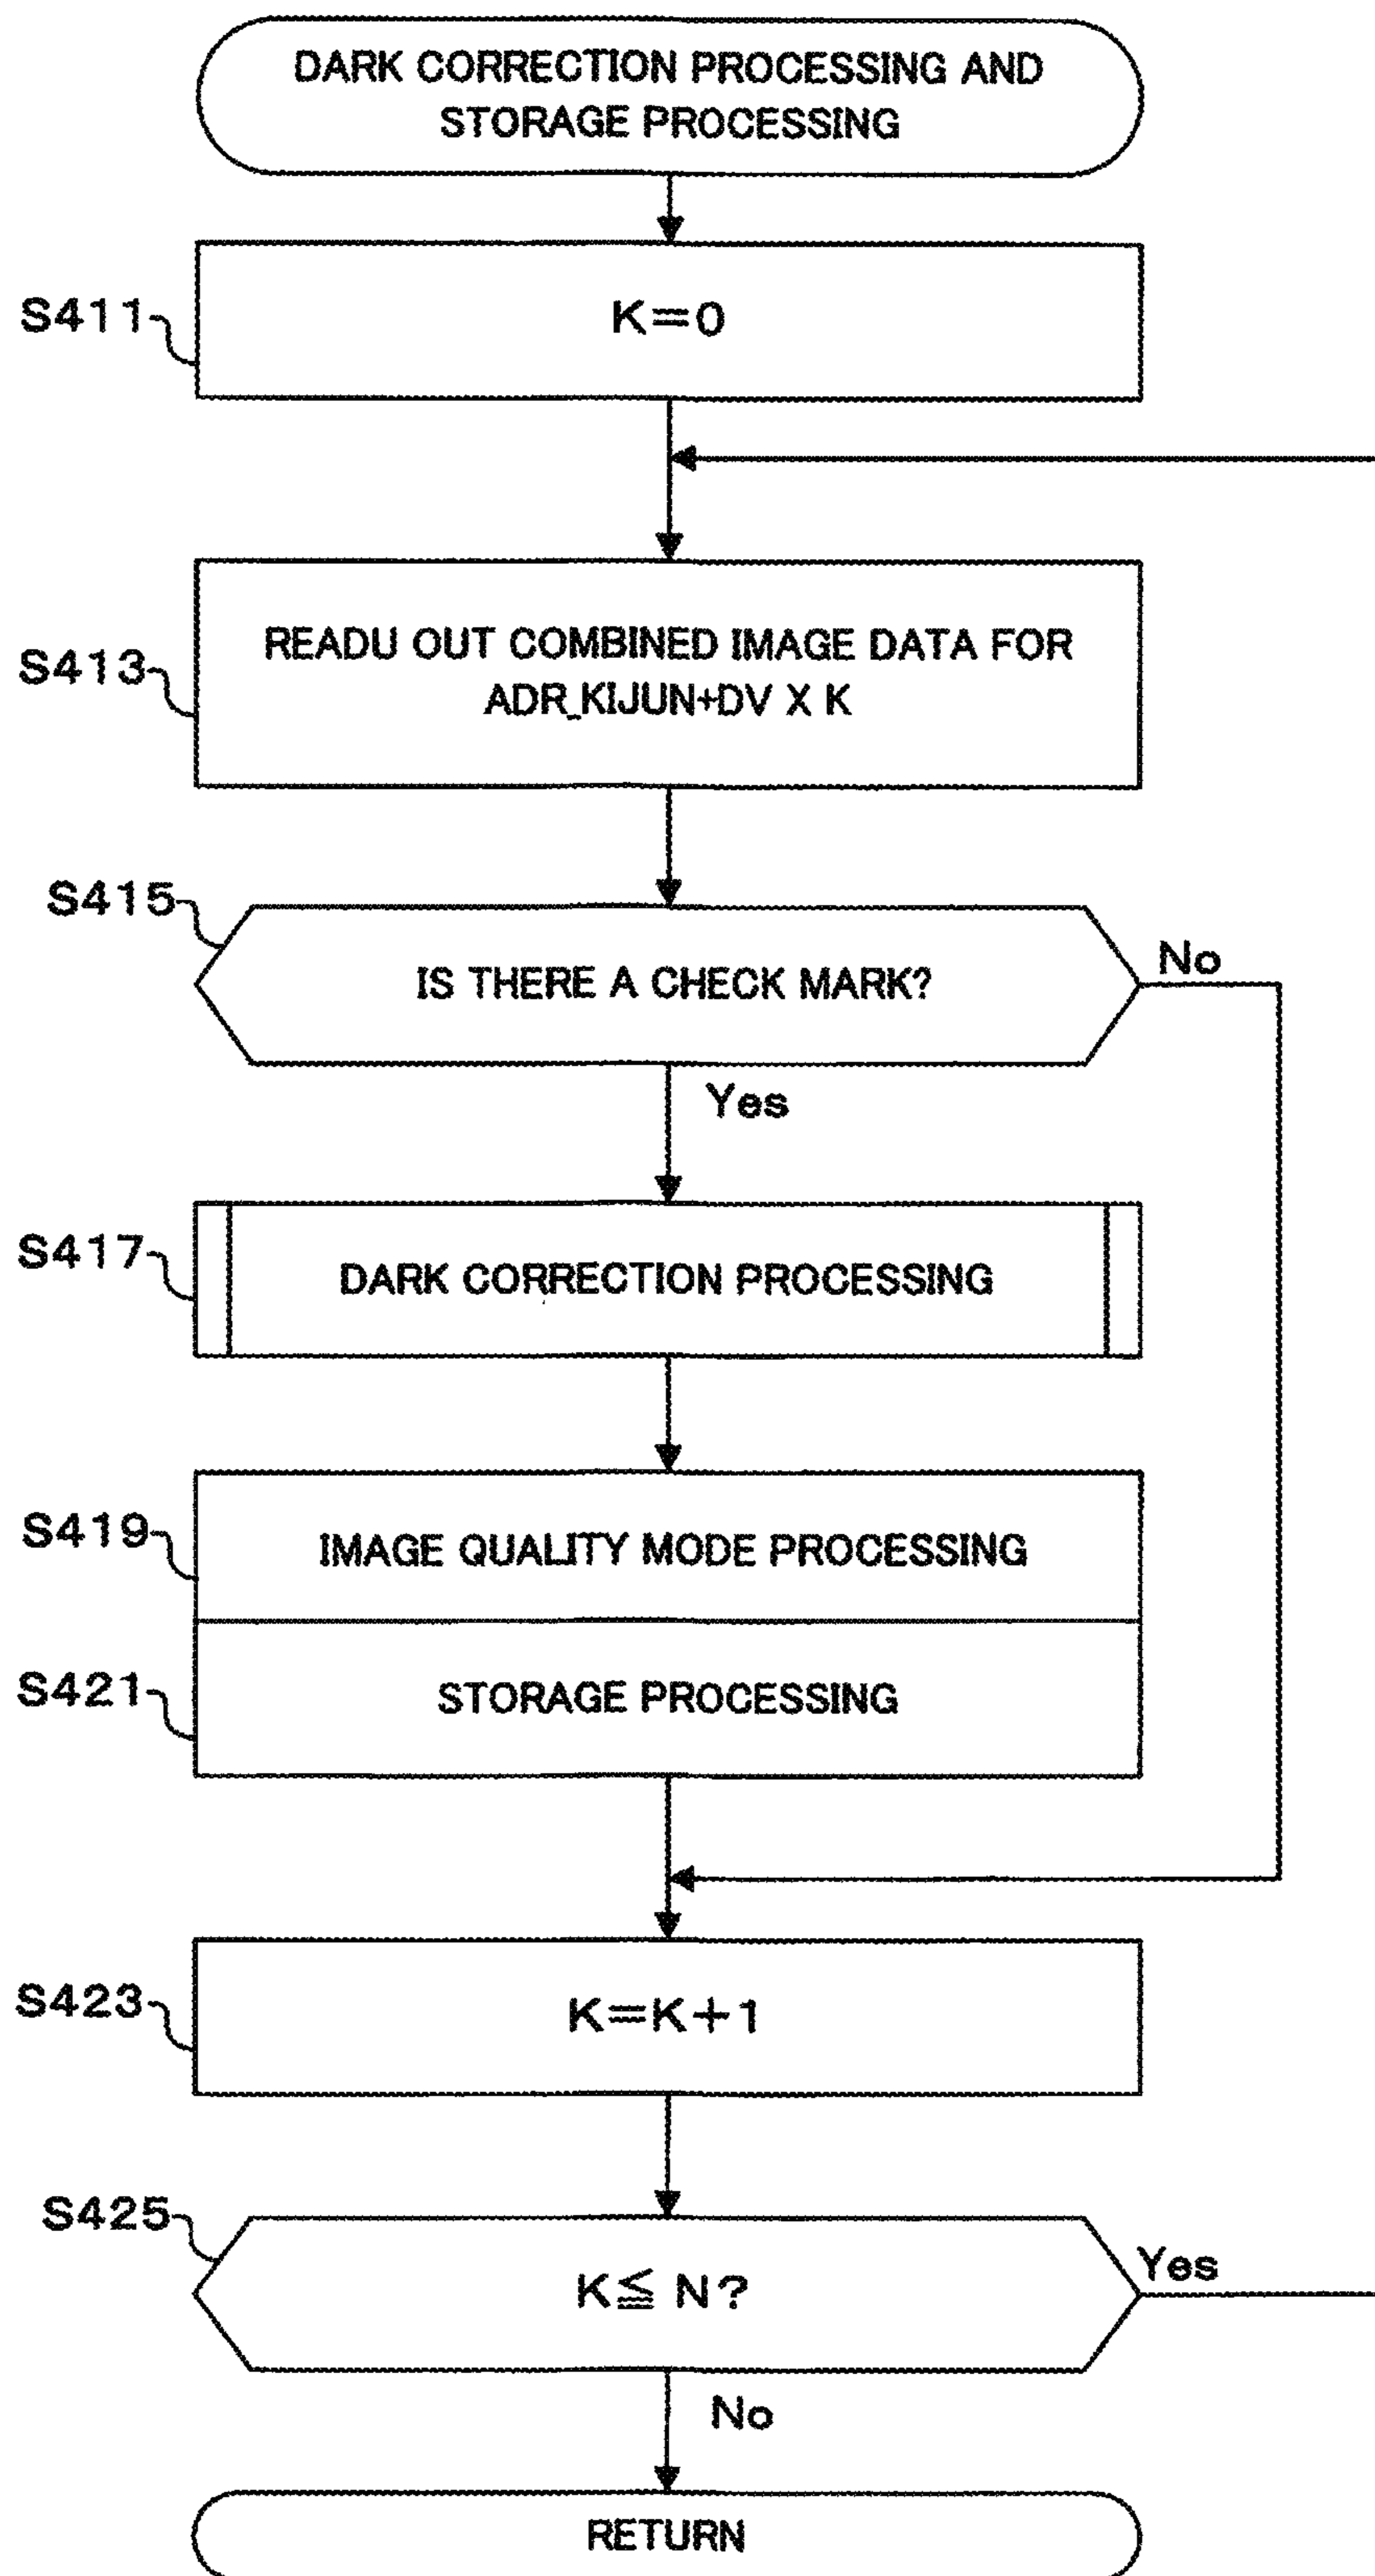 DARK CORRECTION PROCESSING AND
STORAGE PROCESSING
S411
K=0
S413
READU OUT COMBINED IMAGE DATA FOR
ADR_KIJUN+DV X K
S415
IS THERE A CHECK MARK?
No
Yes
S417
DARK CORRECTION PROCESSING
S419
IMAGE QUALITY MODE PROCESSING
S421
STORAGE PROCESSING
S423
K=K+1
S425
K≦ N?
Yes
No
RETURN